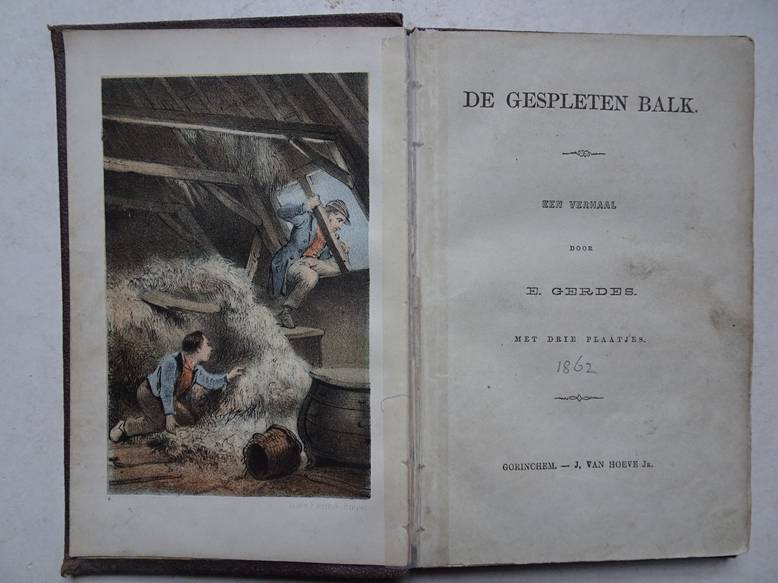 DE GESPLETEN BALK.
EEN VERHAAL
DOOR
E. GERDES.
MET DRIE PLAATJES.
1862
GORINCHEM. — J. VAN HOEVE Jr.